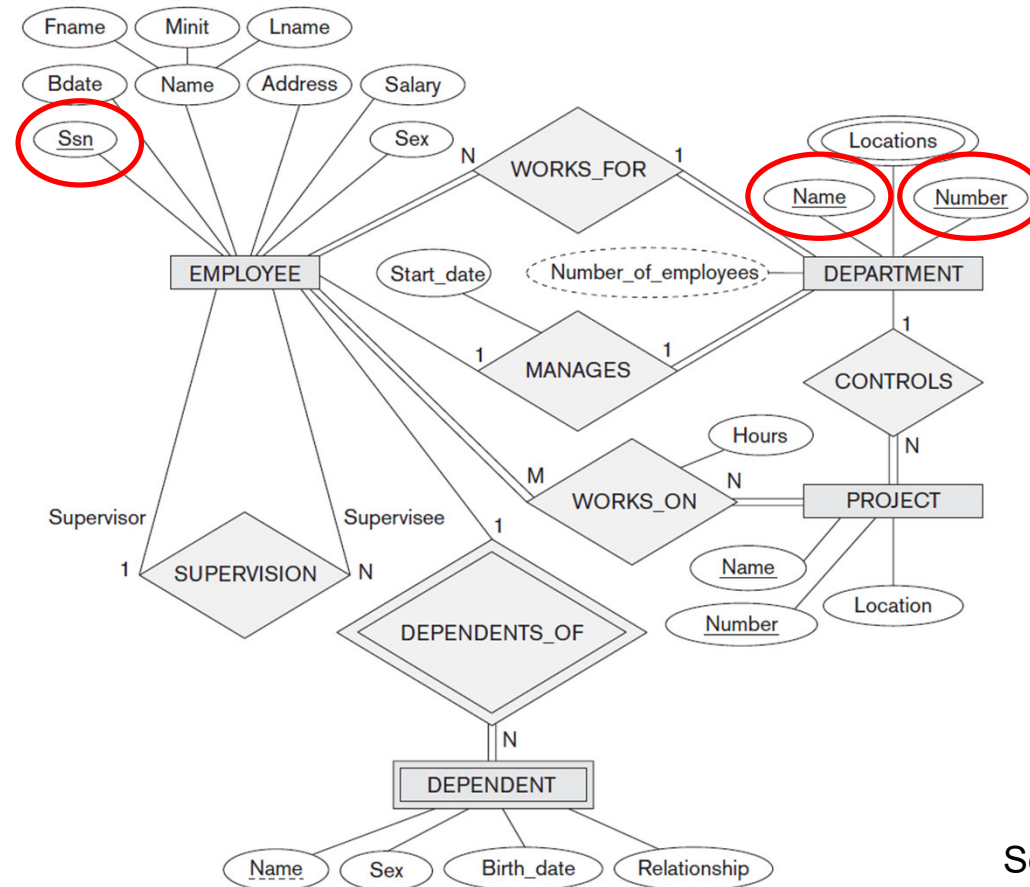 Fname
Minit
Lname
Bdate
Name
Address
Salary
Ssn
Sex
N
WORKS_FOR
1
Locations
Name
Number
EMPLOYEE
Start_date
Number_of_employees
DEPARTMENT
1
MANAGES
1
1
CONTROLS
N
Hours
M
WORKS_ON
N
PROJECT
Supervisor
Supervisee
1
1
SUPERVISION
N
Name
Number
Location
DEPENDENTS_OF
N
DEPENDENT
Name
Sex
Birth_date
Relationship